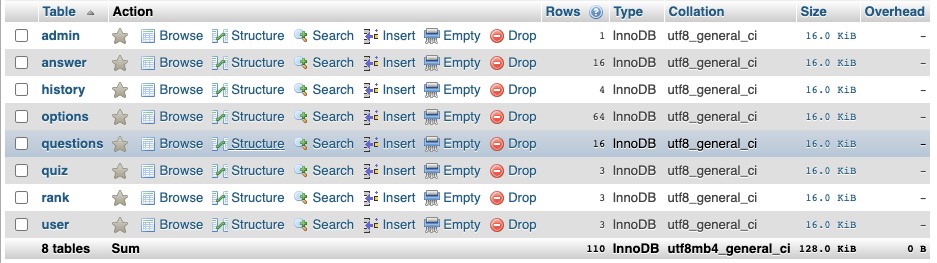 Table Action Rows Type Collation Size Overhead
admin Browse Structure Search Insert Empty Drop 1 InnoDB utf8_general_ci 16.0 KiB –
answer Browse Structure Search Insert Empty Drop 16 InnoDB utf8_general_ci 16.0 KiB –
history Browse Structure Search Insert Empty Drop 4 InnoDB utf8_general_ci 16.0 KiB –
options Browse Structure Search Insert Empty Drop 64 InnoDB utf8_general_ci 16.0 KiB –
questions Browse Structure Search Insert Empty Drop 16 InnoDB utf8_general_ci 16.0 KiB –
quiz Browse Structure Search Insert Empty Drop 3 InnoDB utf8_general_ci 16.0 KiB –
rank Browse Structure Search Insert Empty Drop 3 InnoDB utf8_general_ci 16.0 KiB –
user Browse Structure Search Insert Empty Drop 3 InnoDB utf8_general_ci 16.0 KiB –
8 tables Sum 110 InnoDB utf8mb4_general_ci 128.0 KiB 0 B